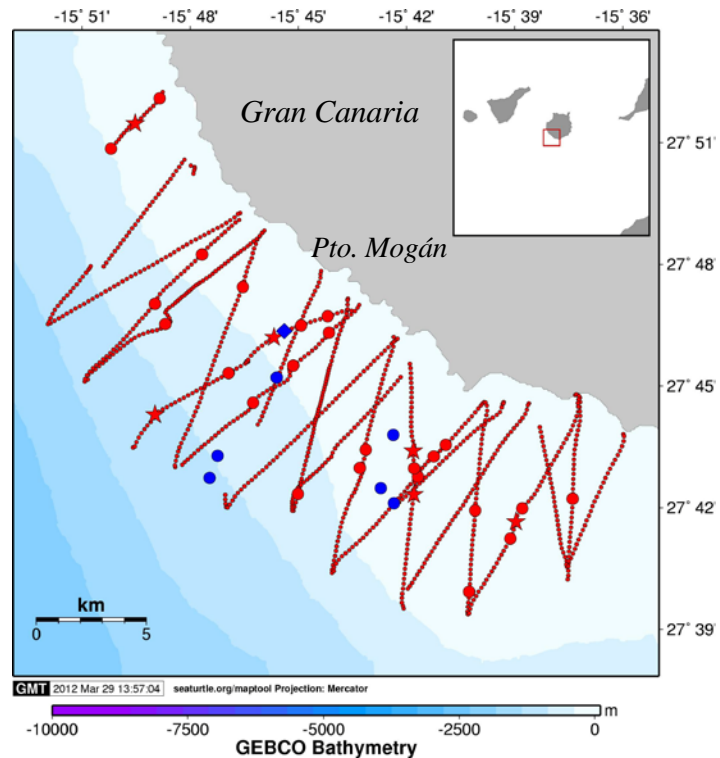 -15˚ 51' -15˚ 48' -15˚ 45' -15˚ 42' -15˚ 39' -15˚ 36'
Gran Canaria
27˚ 51'
Pto. Mogán
27˚ 48'
27˚ 45'
27˚ 42'
km
0 5
27˚ 39'
GMT 2012 Mar 29 13:57:04 seaturtle.org/maptool Projection: Mercator
m
-10000 -7500 -5000 -2500 0
GEBCO Bathymetry